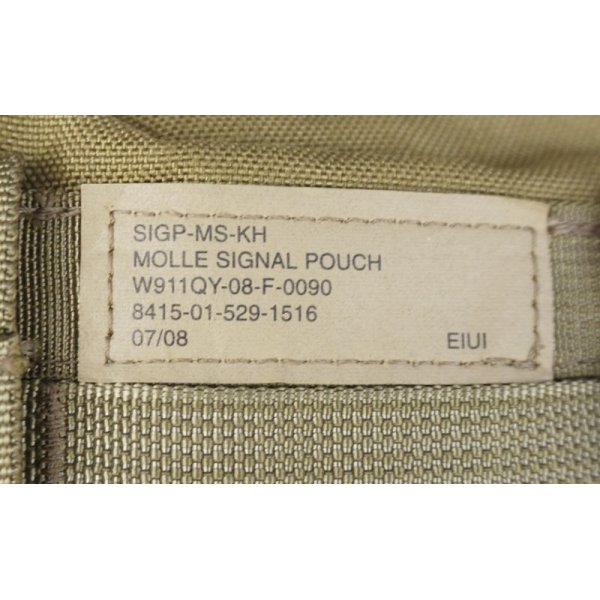 SIGP-MS-KH
MOLLE SIGNAL POUCH
W911QY-08-F-0090
8415-01-529-1516
07/08 EIUI